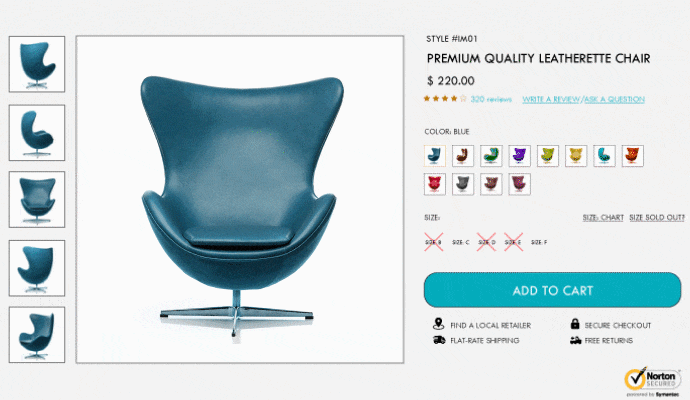 STYLE #IM01
PREMIUM QUALITY LEATHERETTE CHAIR
$ 220.00
320 reviews WRITE A REVIEW/ASK A QUESTION
COLOR: BLUE
SIZE: SIZE: CHART SIZE SOLD OUT?
SIZE: B SIZE: C SIZE: D SIZE: E SIZE: F
ADD TO CART
FIND A LOCAL RETAILER SECURE CHECKOUT
FLAT-RATE SHIPPING FREE RETURNS
Norton
SECURED
powered by Symantec